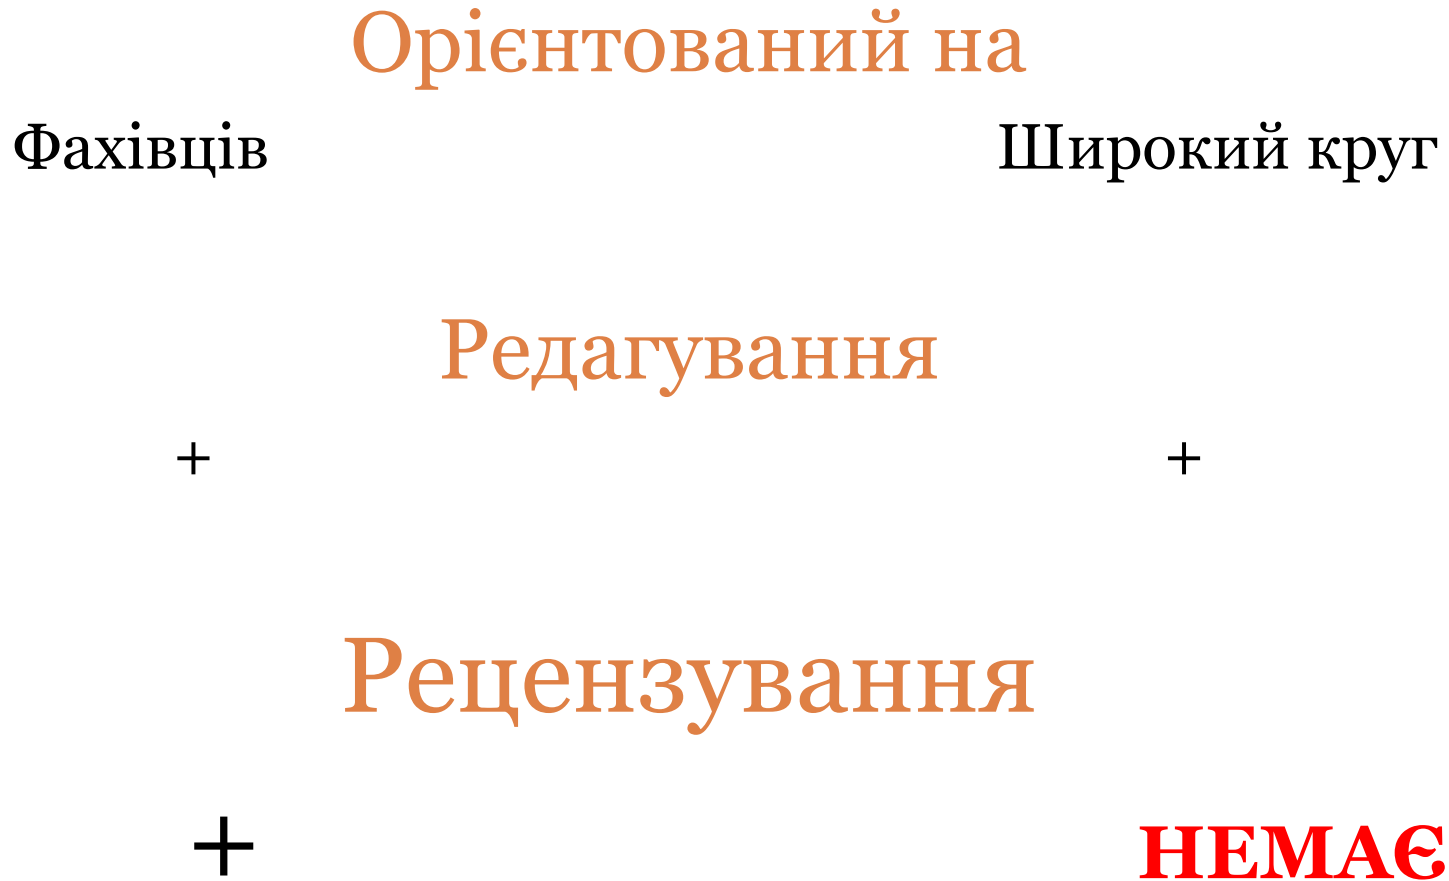 Орієнтований на
Фахівців Широкий круг
Редагування
+ +
Рецензування
+ НЕМАЄ